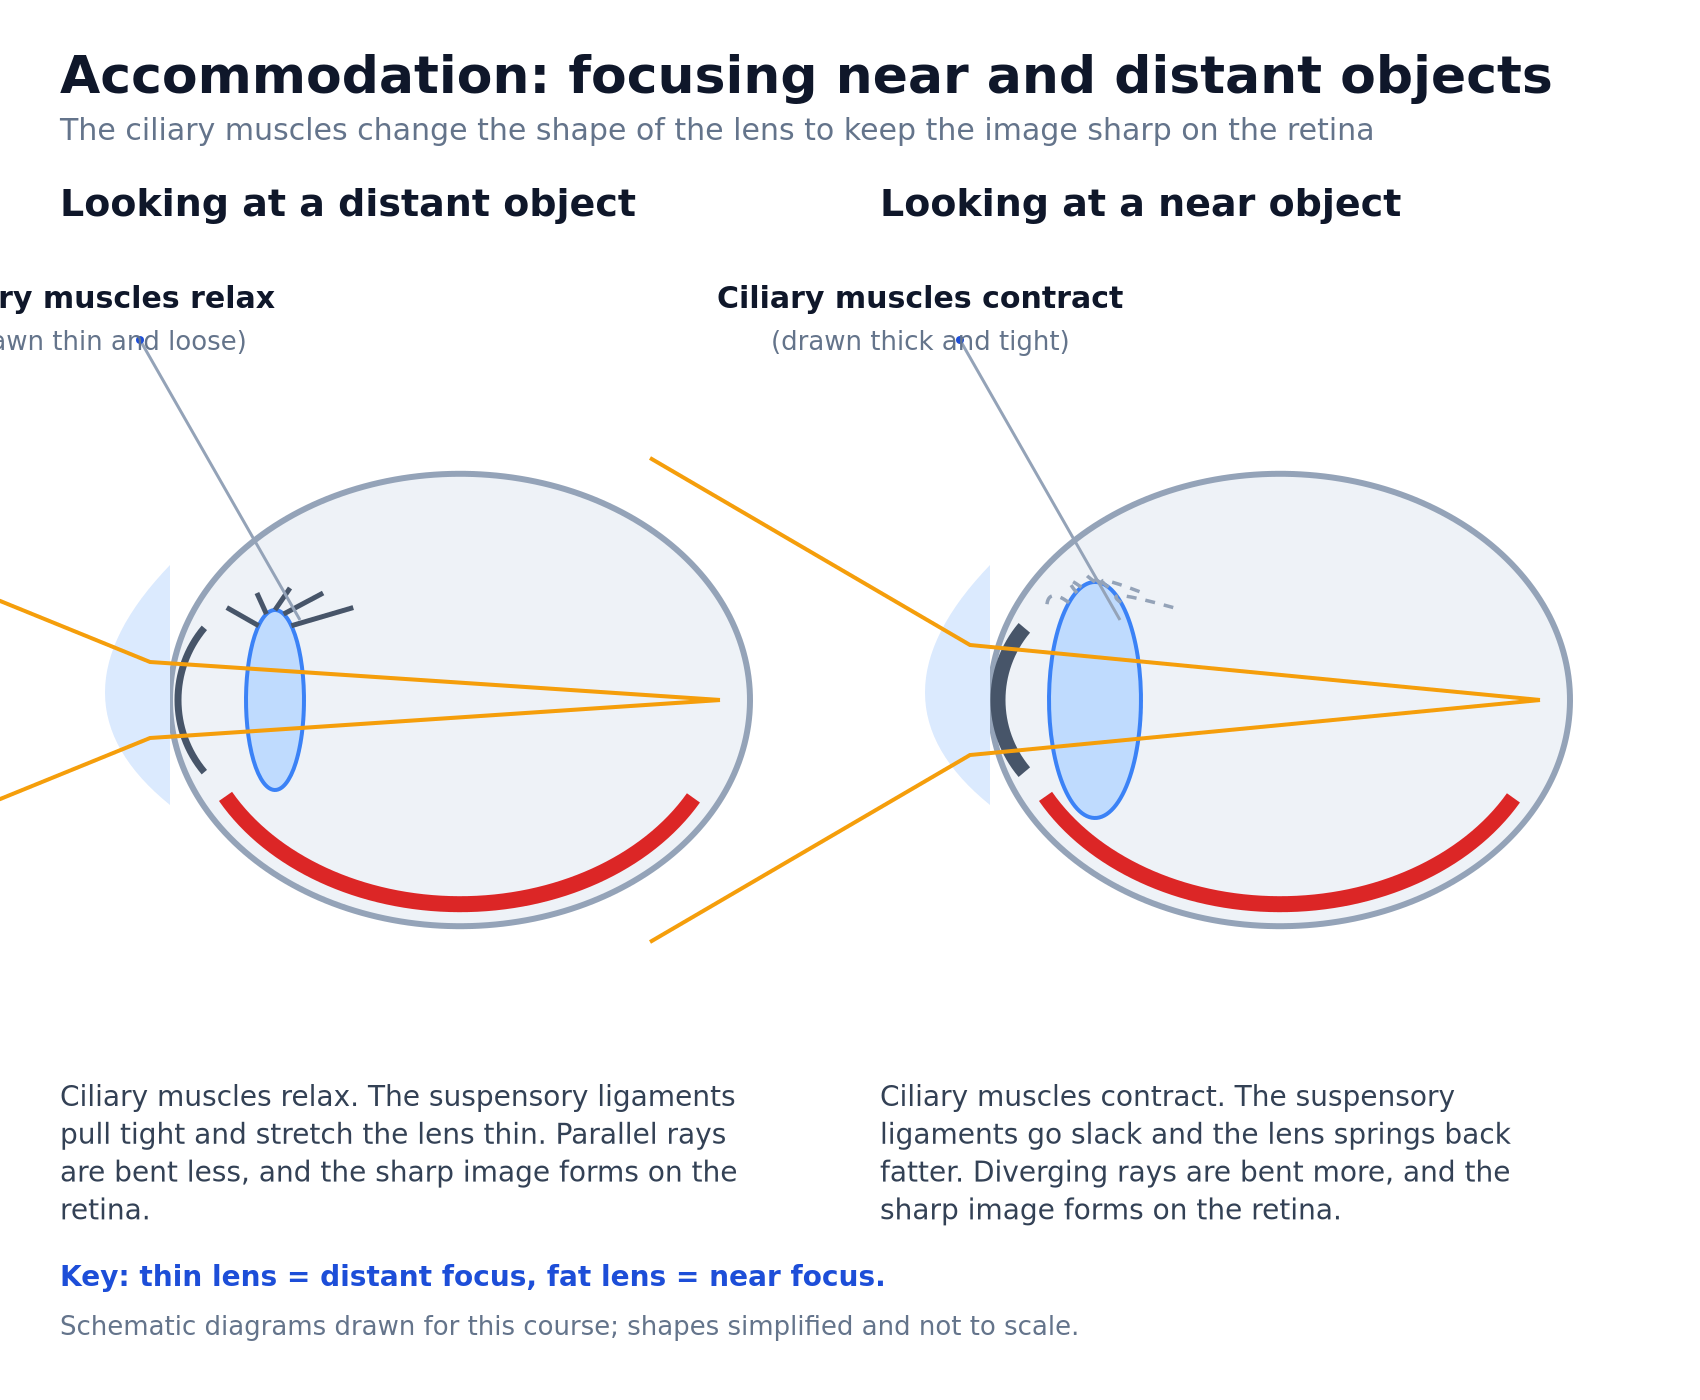 Accommodation: focusing near and distant objects
The ciliary muscles change the shape of the lens to keep the image sharp on the retina
Looking at a distant object
Looking at a near object
ry muscles relax
awn thin and loose)
Ciliary muscles contract
(drawn thick and tight)
Ciliary muscles relax. The suspensory ligaments
pull tight and stretch the lens thin. Parallel rays
are bent less, and the sharp image forms on the
retina.
Ciliary muscles contract. The suspensory
ligaments go slack and the lens springs back
fatter. Diverging rays are bent more, and the
sharp image forms on the retina.
Key: thin lens = distant focus, fat lens = near focus.
Schematic diagrams drawn for this course; shapes simplified and not to scale.